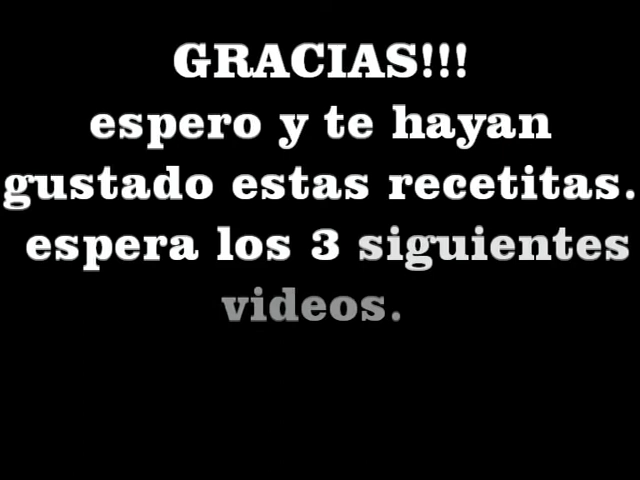 GRACIAS!!!
espero y te hayan
gustado estas recetitas.
espera los 3 siguientes
videos.